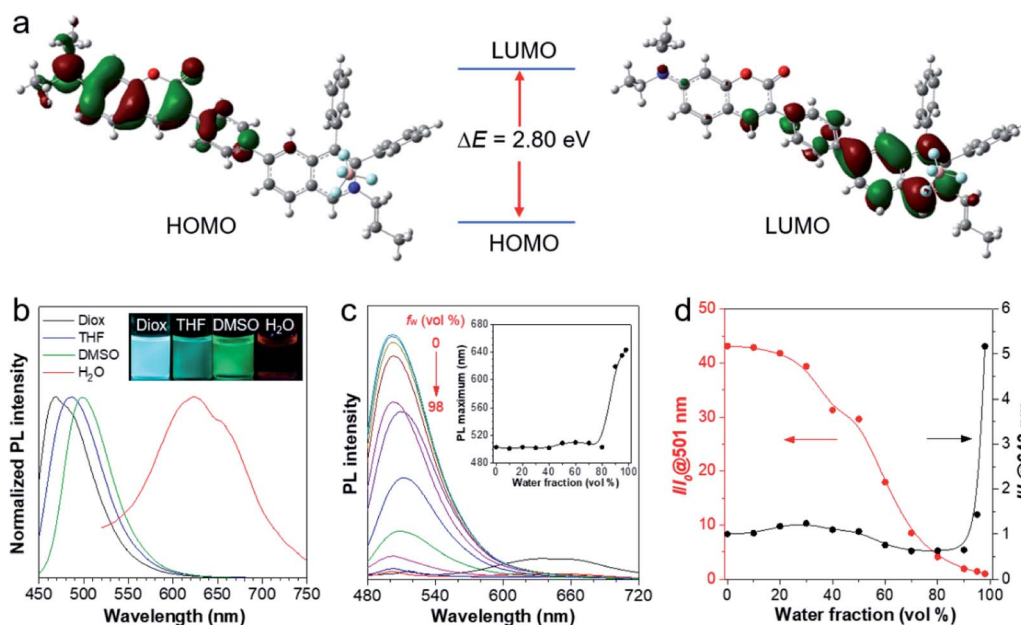 a
LUMO
ΔE = 2.80 eV
HOMO
HOMO
LUMO
b
Diox
THF
DMSO
H2O
Diox THF DMSO H2O
Normalized PL intensity
450 500 550 600 650 700 750
Wavelength (nm)
c
fw (vol %)
0
98
PL intensity
480 540 600 660 720
Wavelength (nm)
680
640
600
560
520
480
PL maximum (nm)
0 20 40 60 80 100
Water fraction (vol %)
d
50
40
30
20
10
0
I/I0@501 nm
6
5
4
3
2
1
0
0 20 40 60 80 100
Water fraction (vol %)